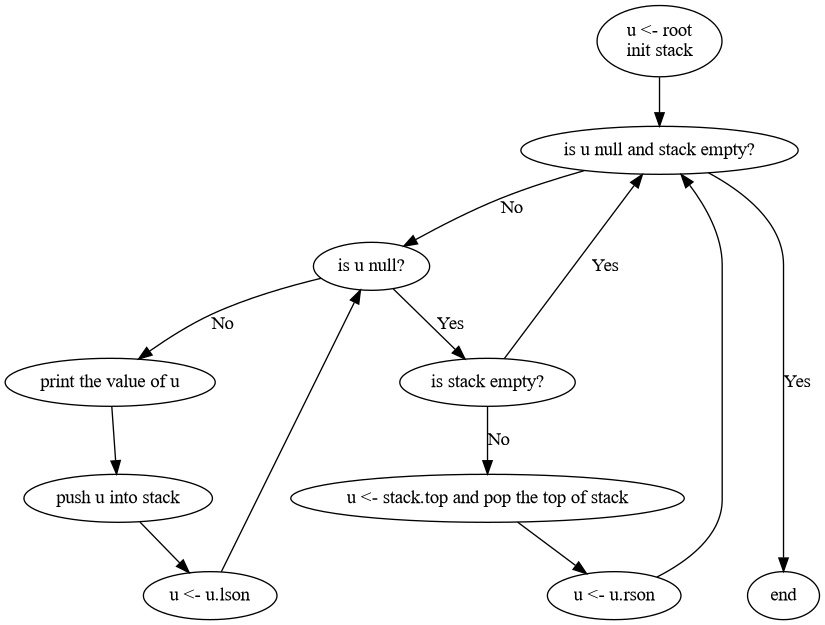 u <- root
init stack
is u null and stack empty?
No
is u null?
Yes
No
Yes
print the value of u
is stack empty?
Yes
No
push u into stack
u <- stack.top and pop the top of stack
u <- u.lson
u <- u.rson
end